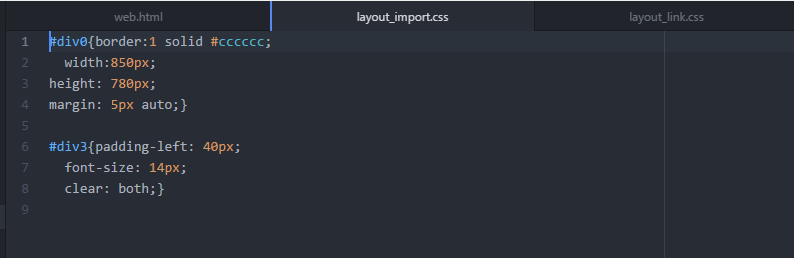 web.html layout_import.css layout_link.css
1 #div0{border:1 solid #cccccc;
2 width:850px;
3 height: 780px;
4 margin: 5px auto;}
5
6 #div3{padding-left: 40px;
7 font-size: 14px;
8 clear: both;}
9